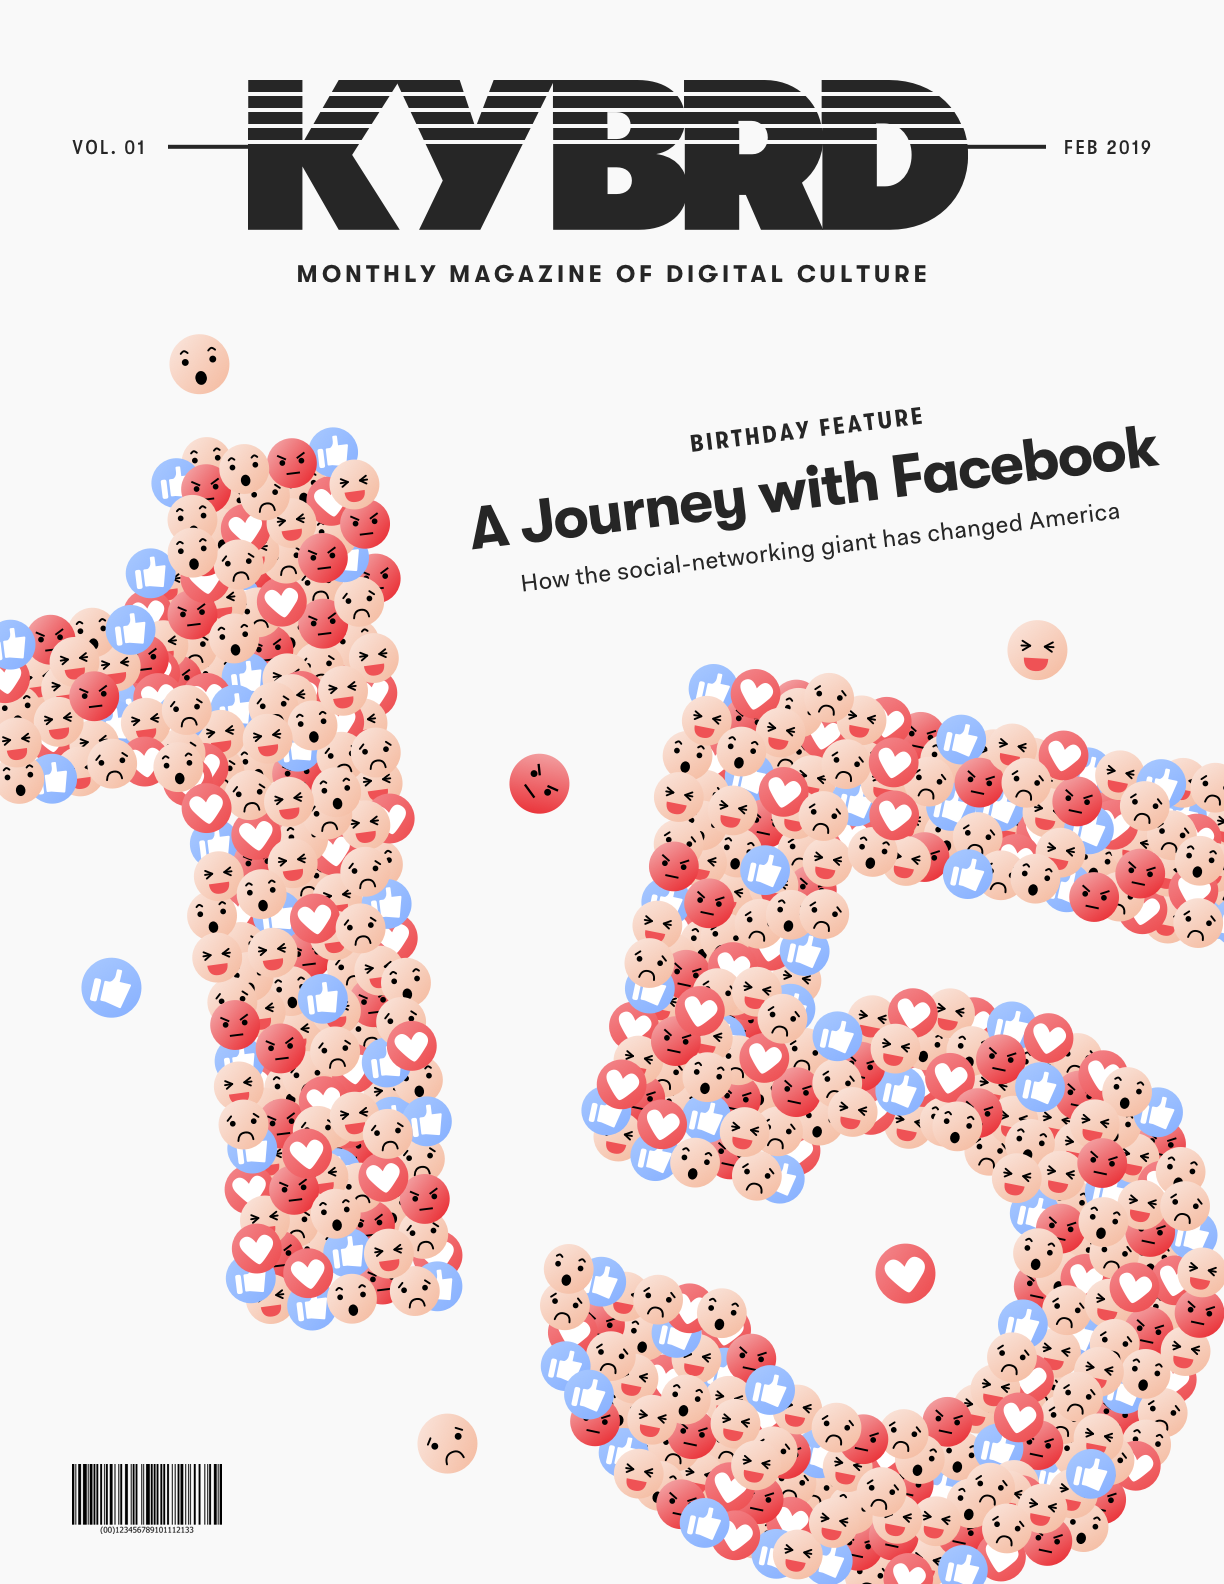 VOL. 01
KYBRD
FEB 2019
MONTHLY MAGAZINE OF DIGITAL CULTURE
BIRTHDAY FEATURE
A Journey with Facebook
How the social-networking giant has changed America
15
(00)123456789101112133